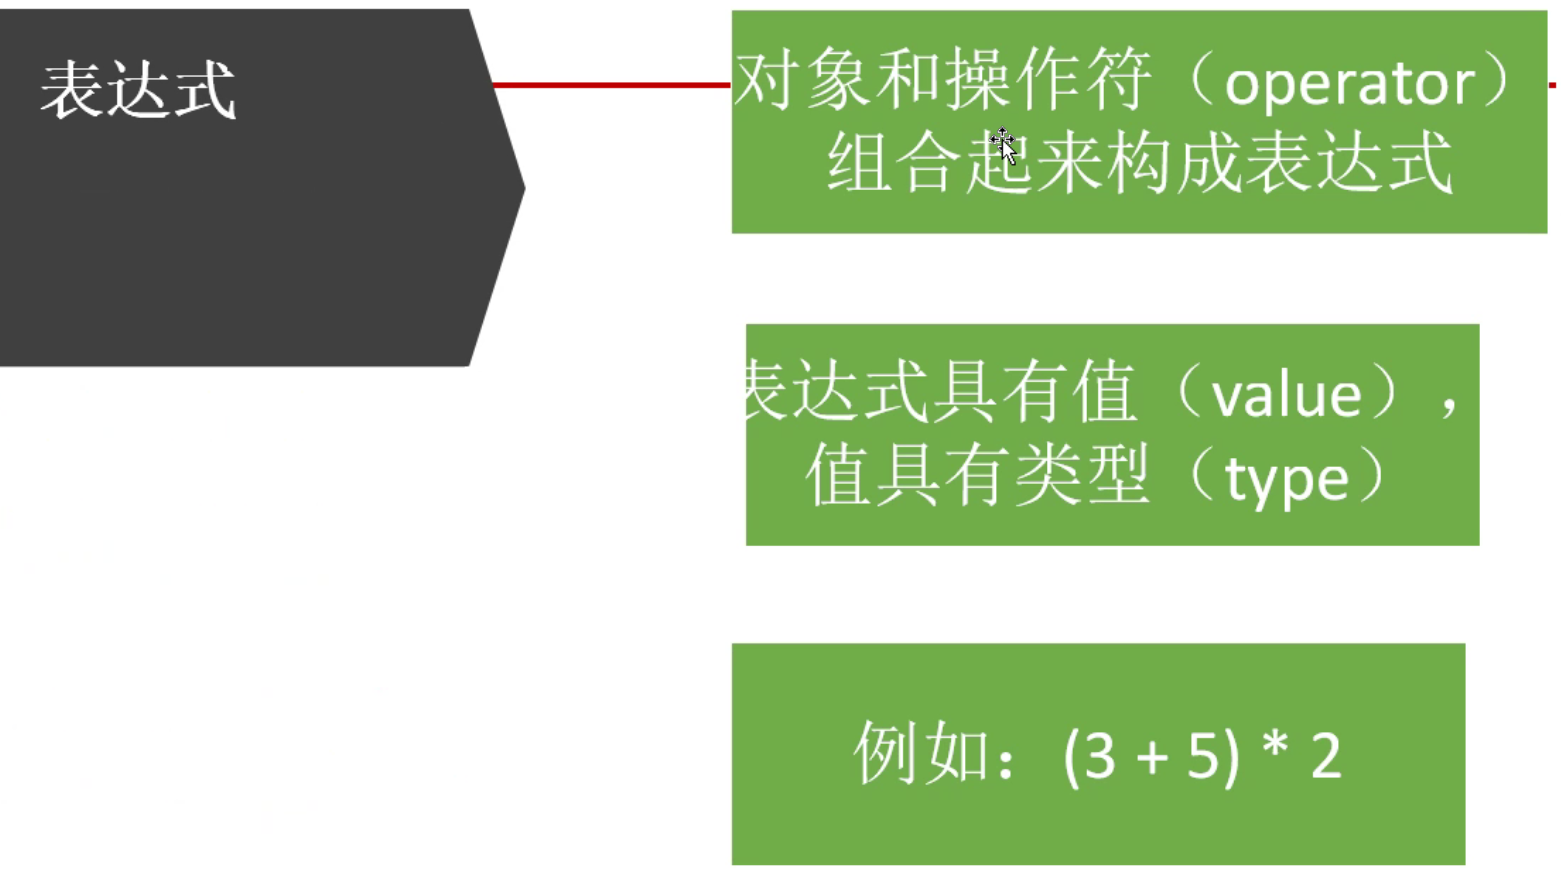 表达式
对象和操作符（operator）
组合起来构成表达式
表达式具有值（value），
值具有类型（type）
例如：(3 + 5) * 2